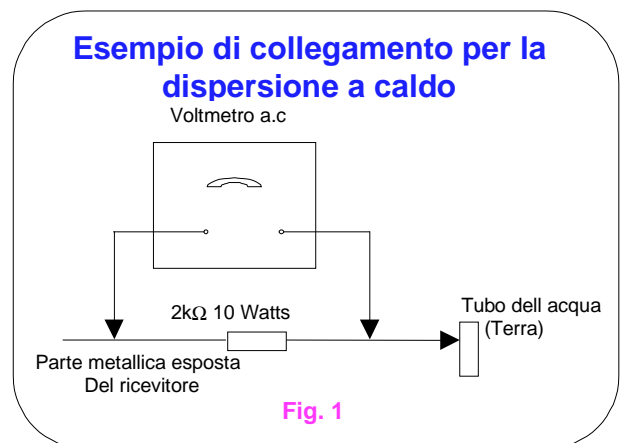 Esempio di collegamento per la
dispersione a caldo
Voltmetro a.c
2kΩ 10 Watts
Tubo dell acqua
(Terra)
Parte metallica esposta
Del ricevitore
Fig. 1